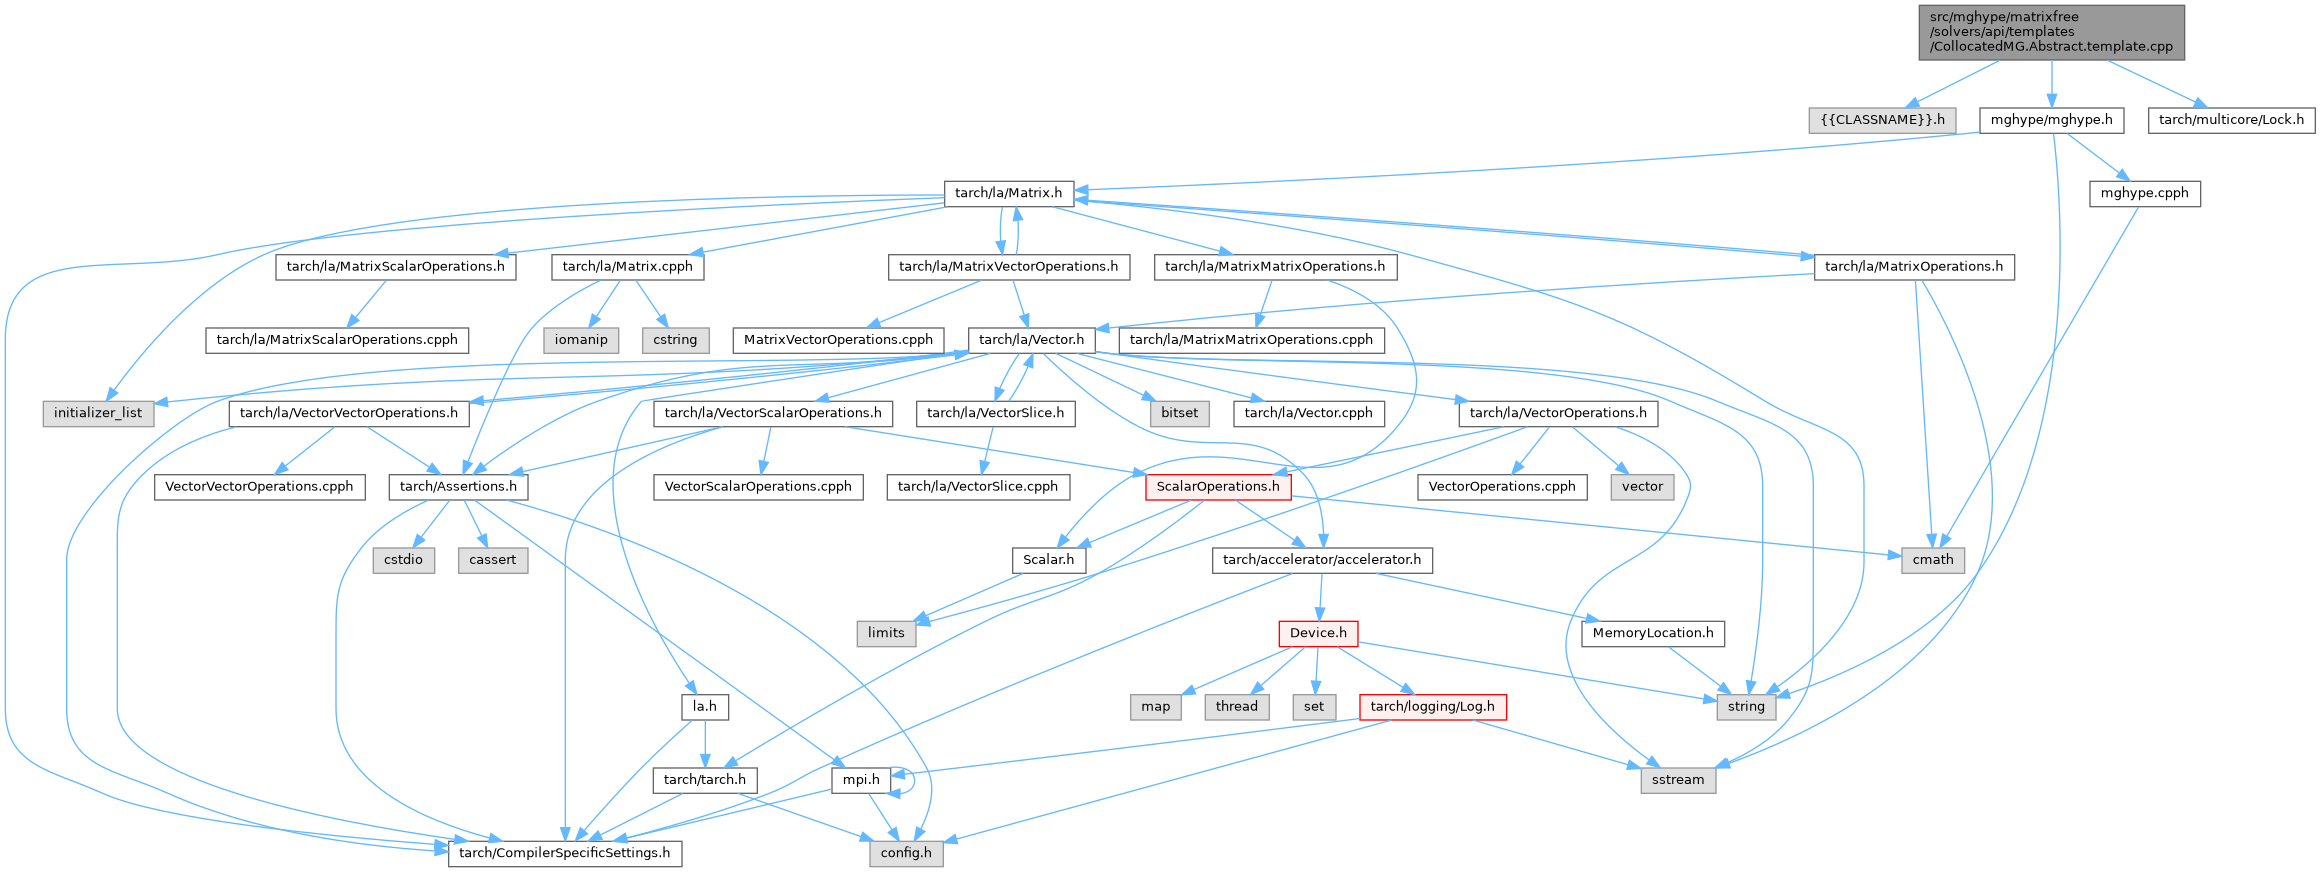 src/mghype/matrixfree
/solvers/api/templates
/CollocatedMG.Abstract.template.cpp
{{CLASSNAME}}.h
mghype/mghype.h
tarch/multicore/Lock.h
tarch/la/Matrix.h
mghype.cpph
tarch/la/MatrixScalarOperations.h
tarch/la/Matrix.cpph
tarch/la/MatrixVectorOperations.h
tarch/la/MatrixMatrixOperations.h
tarch/la/MatrixOperations.h
tarch/la/MatrixScalarOperations.cpph
iomanip
cstring
MatrixVectorOperations.cpph
tarch/la/Vector.h
tarch/la/MatrixMatrixOperations.cpph
initializer_list
tarch/la/VectorVectorOperations.h
tarch/la/VectorScalarOperations.h
tarch/la/VectorSlice.h
bitset
tarch/la/Vector.cpph
tarch/la/VectorOperations.h
VectorVectorOperations.cpph
tarch/Assertions.h
VectorScalarOperations.cpph
tarch/la/VectorSlice.cpph
ScalarOperations.h
VectorOperations.cpph
vector
cstdio
cassert
Scalar.h
tarch/accelerator/accelerator.h
cmath
limits
Device.h
MemoryLocation.h
la.h
map
thread
set
tarch/logging/Log.h
string
tarch/tarch.h
mpi.h
sstream
tarch/CompilerSpecificSettings.h
config.h